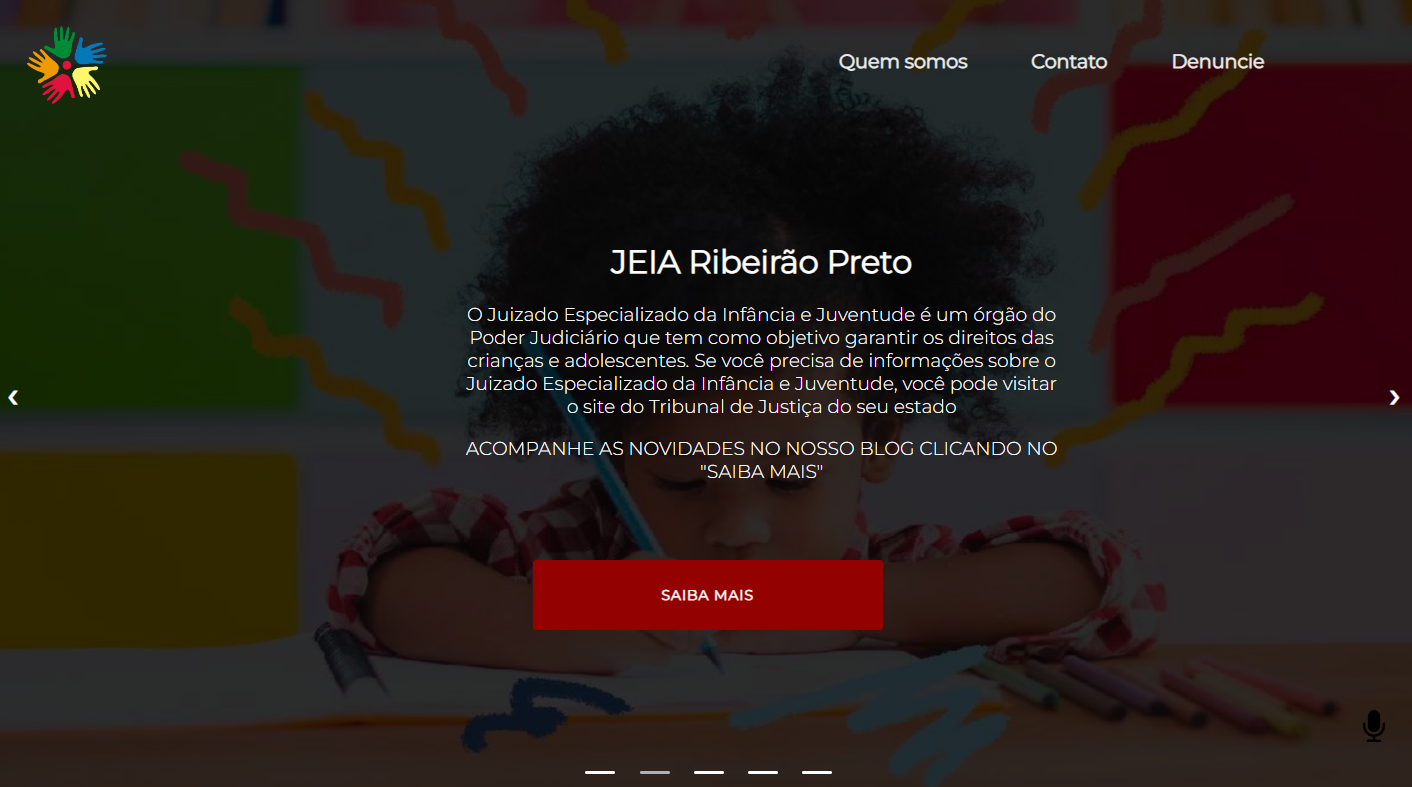 Quem somos Contato Denuncie
JEIA Ribeirão Preto
O Juizado Especializado da Infância e Juventude é um órgão do
Poder Judiciário que tem como objetivo garantir os direitos das
crianças e adolescentes. Se você precisa de informações sobre o
Juizado Especializado da Infância e Juventude, você pode visitar
o site do Tribunal de Justiça do seu estado
ACOMPANHE AS NOVIDADES NO NOSSO BLOG CLICANDO NO
"SAIBA MAIS"
SAIBA MAIS